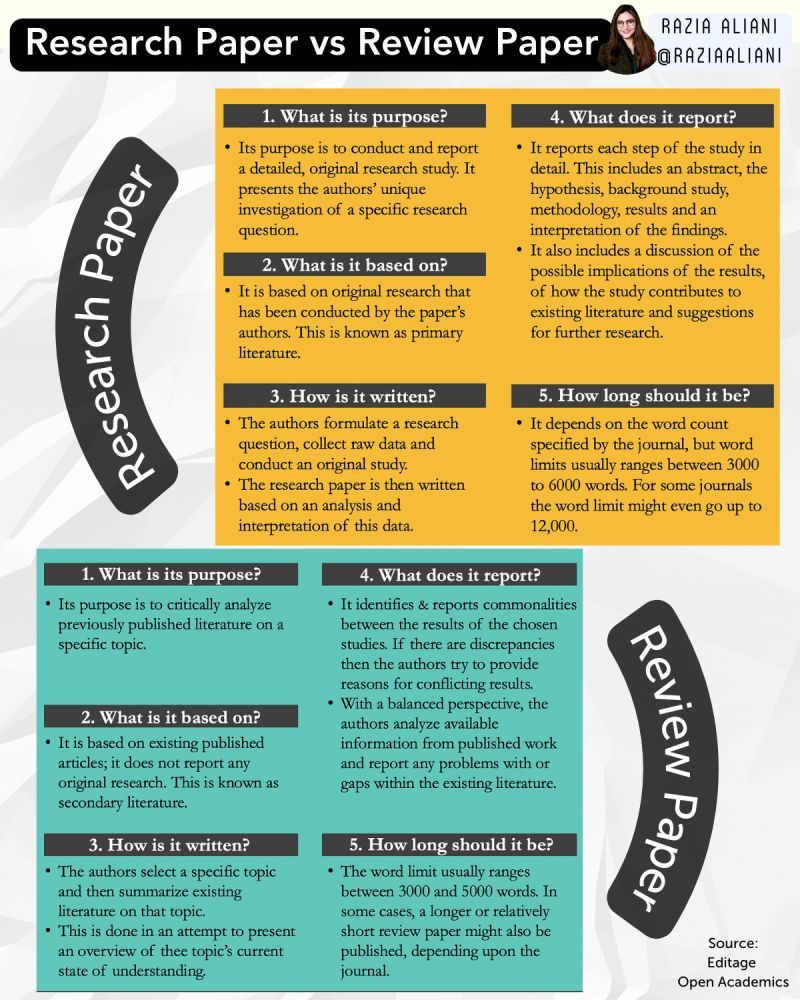 Research Paper vs Review Paper
RAZIA ALIANI
@RAZIAALIANI
Research Paper
1. What is its purpose?
• Its purpose is to conduct and report
a detailed, original research study. It
presents the authors' unique
investigation of a specific research
question.
2. What is it based on?
• It is based on original research that
has been conducted by the paper's
authors. This is known as primary
literature.
3. How is it written?
• The authors formulate a research
question, collect raw data and
conduct an original study.
• The research paper is then written
based on an analysis and
interpretation of this data.
4. What does it report?
• It reports each step of the study in
detail. This includes an abstract, the
hypothesis, background study,
methodology, results and an
interpretation of the findings.
• It also includes a discussion of the
possible implications of the results,
of how the study contributes to
existing literature and suggestions
for further research.
5. How long should it be?
• It depends on the word count
specified by the journal, but word
limits usually ranges between 3000
to 6000 words. For some journals
the word limit might even go up to
12,000.
1. What is its purpose?
• Its purpose is to critically analyze
previously published literature on a
specific topic.
2. What is it based on?
• It is based on existing published
articles; it does not report any
original research. This is known as
secondary literature.
3. How is it written?
• The authors select a specific topic
and then summarize existing
literature on that topic.
• This is done in an attempt to present
an overview of thee topic's current
state of understanding.
4. What does it report?
• It identifies & reports commonalities
between the results of the chosen
studies. If there are discrepancies
then the authors try to provide
reasons for conflicting results.
• With a balanced perspective, the
authors analyze available
information from published work
and report any problems with or
gaps within the existing literature.
5. How long should it be?
• The word limit usually ranges
between 3000 and 5000 words. In
some cases, a longer or relatively
short review paper might also be
published, depending upon the
journal.
Review Paper
Source:
Editage
Open Academics